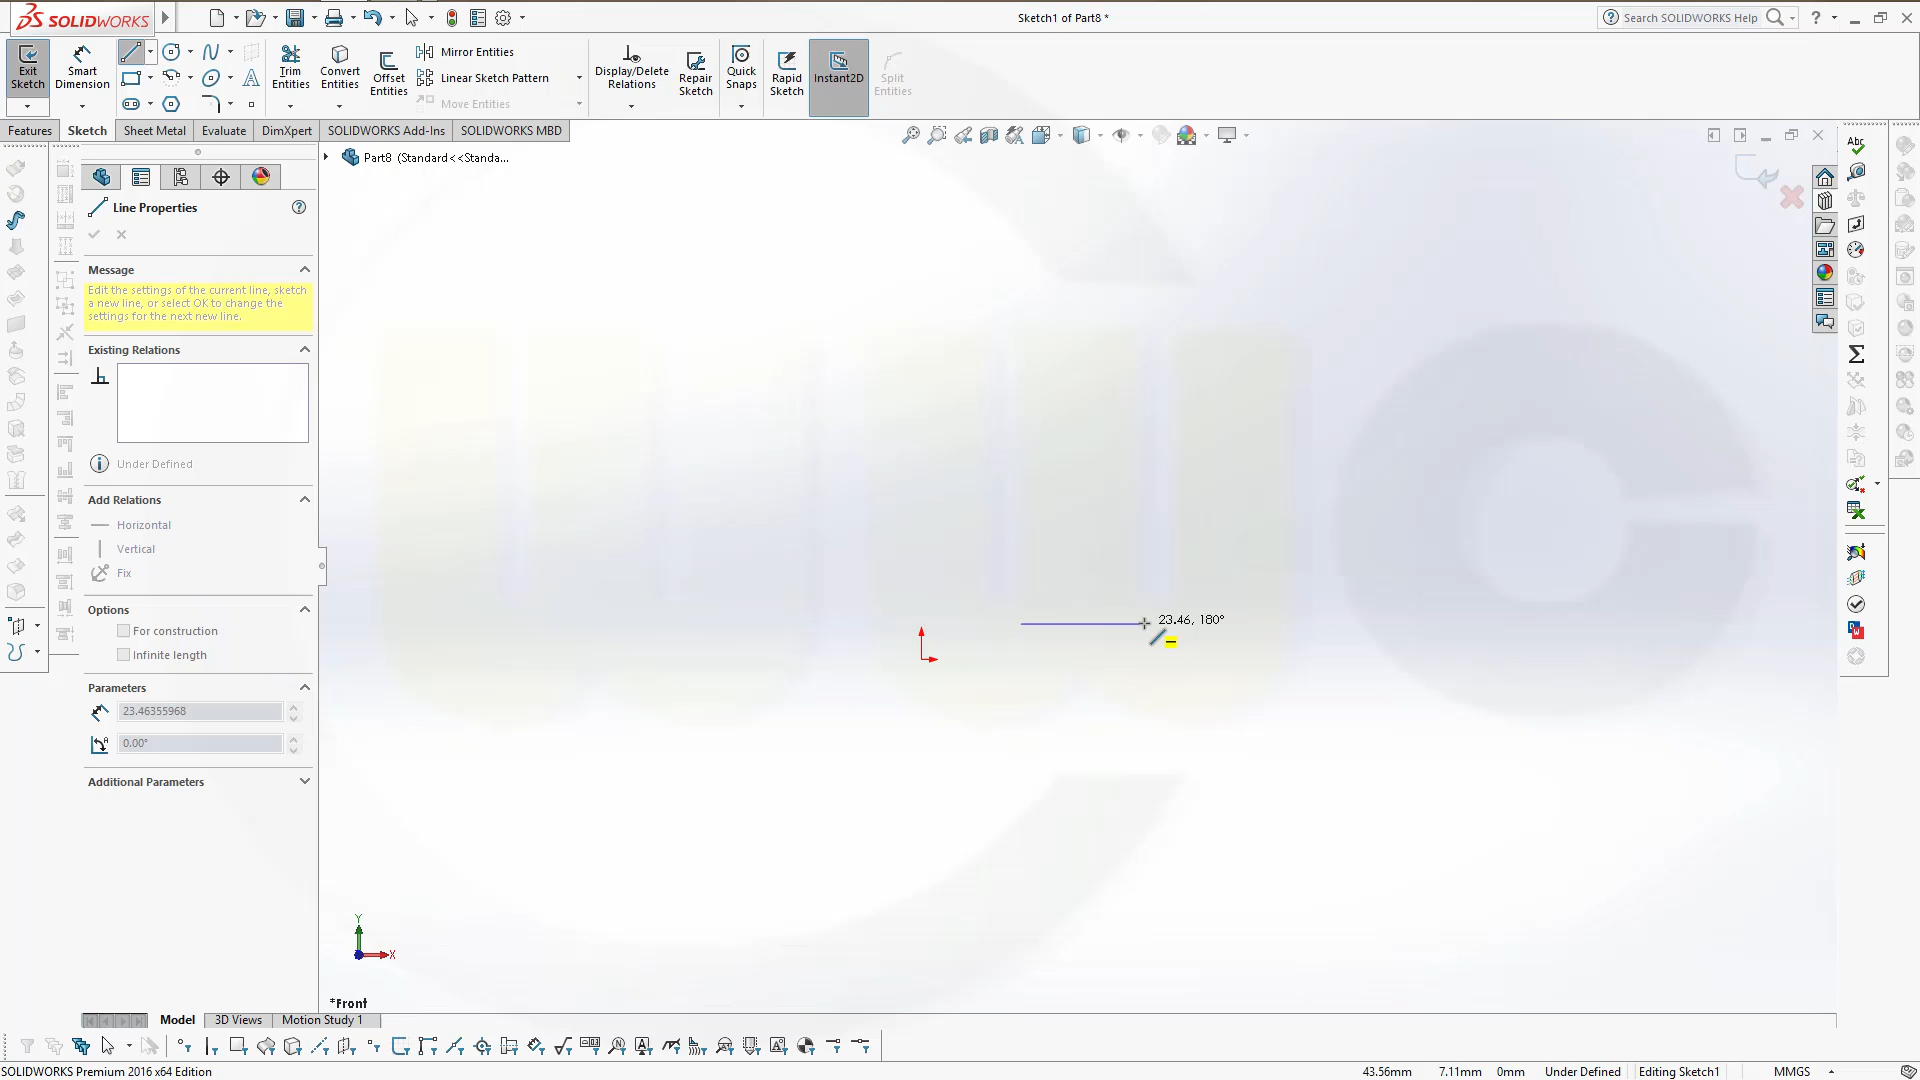 SOLIDWORKS
Sketch1 of Part8 *
Search SOLIDWORKS Help
Exit Sketch
Smart Dimension
Trim Entities
Convert Entities
Offset Entities
Mirror Entities
Linear Sketch Pattern
Move Entities
Display/Delete Relations
Repair Sketch
Quick Snaps
Rapid Sketch
Instant2D
Split Entities
Features
Sketch
Sheet Metal
Evaluate
DimXpert
SOLIDWORKS Add-Ins
SOLIDWORKS MBD
Part8 (Standard<<Standa...
Line Properties
Message
Edit the settings of the current line, sketch
a new line, or select OK to change the
settings for the next new line.
Existing Relations
Under Defined
Add Relations
Horizontal
Vertical
Fix
Options
For construction
Infinite length
Parameters
23.46355968
0.00°
Additional Parameters
23.46, 180°
Y
X
*Front
Model
3D Views
Motion Study 1
SOLIDWORKS Premium 2016 x64 Edition
43.56mm
7.11mm
0mm
Under Defined
Editing Sketch1
MMGS